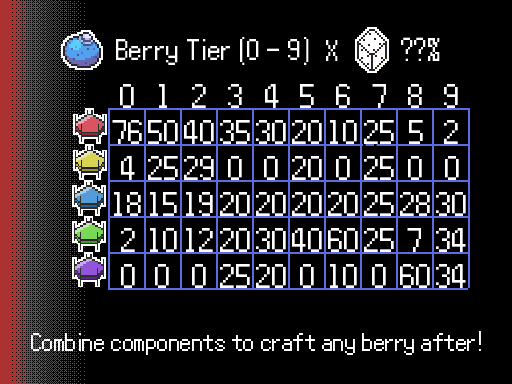 Berry Tier (0 - 9) X ??%
0 1 2 3 4 5 6 7 8 9
76 50 40 35 30 20 10 25 5 2
4 25 29 0 0 20 0 25 0 0
18 15 19 20 20 20 20 25 28 30
2 10 12 20 30 40 60 25 7 34
0 0 0 25 20 0 10 0 60 34
Combine components to craft any berry after!